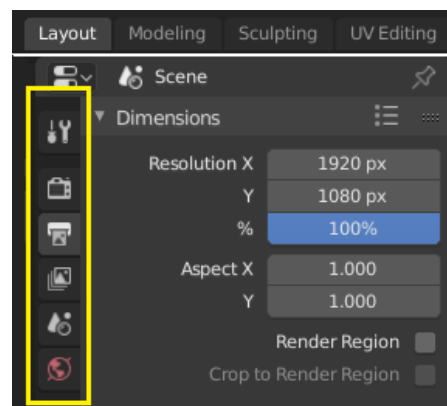 Layout Modeling Sculpting UV Editing
Scene
Dimensions
Resolution X 1920 px
Y 1080 px
% 100%
Aspect X 1.000
Y 1.000
Render Region
Crop to Render Region